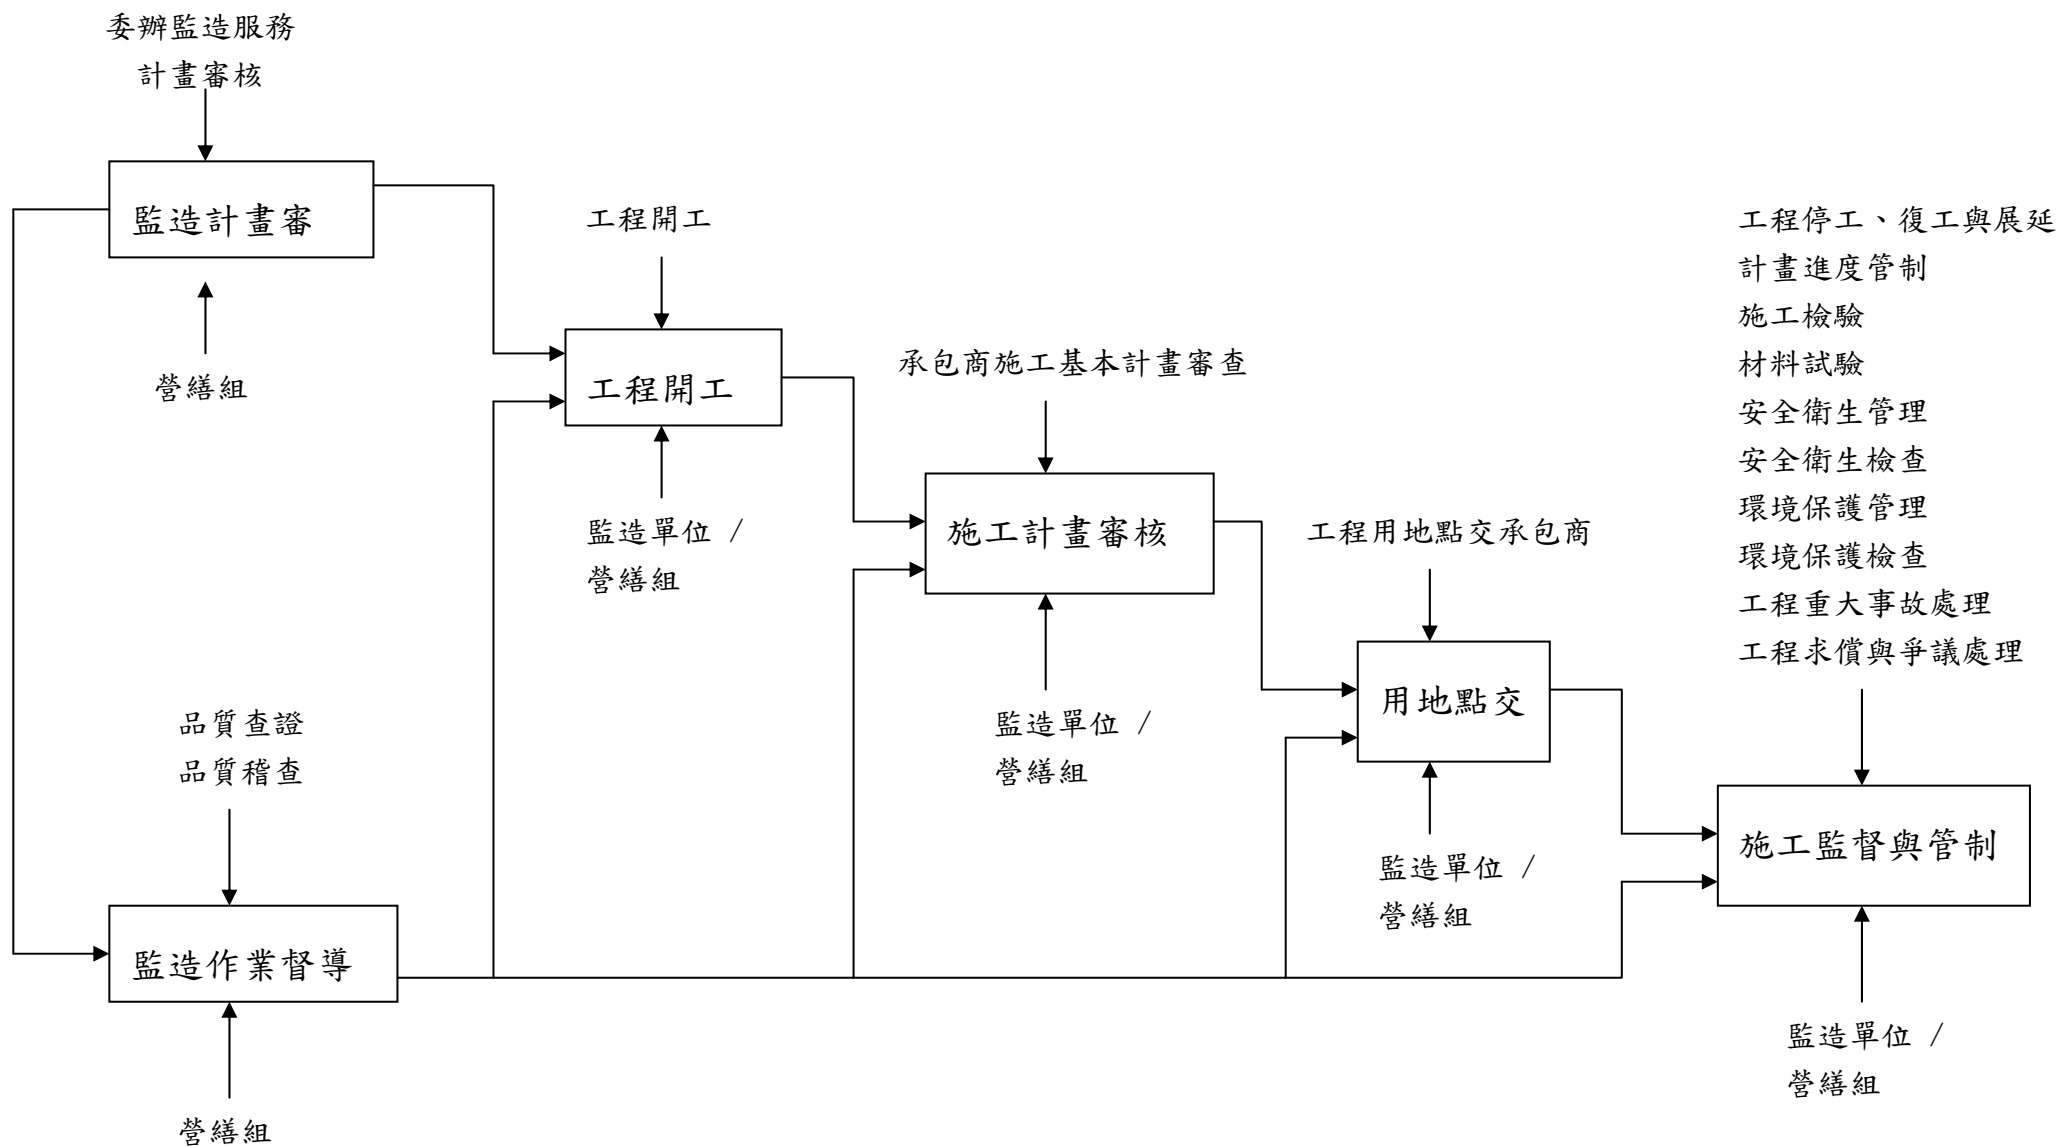 委辦監造服務
計畫審核
監造計畫審
營繕組
工程開工
工程開工
監造單位 /
營繕組
承包商施工基本計畫審查
施工計畫審核
監造單位 /
營繕組
工程用地點交承包商
用地點交
監造單位 /
營繕組
工程停工、復工與展延
計畫進度管制
施工檢驗
材料試驗
安全衛生管理
安全衛生檢查
環境保護管理
環境保護檢查
工程重大事故處理
工程求償與爭議處理
施工監督與管制
監造單位 /
營繕組
品質查證
品質稽查
監造作業督導
營繕組